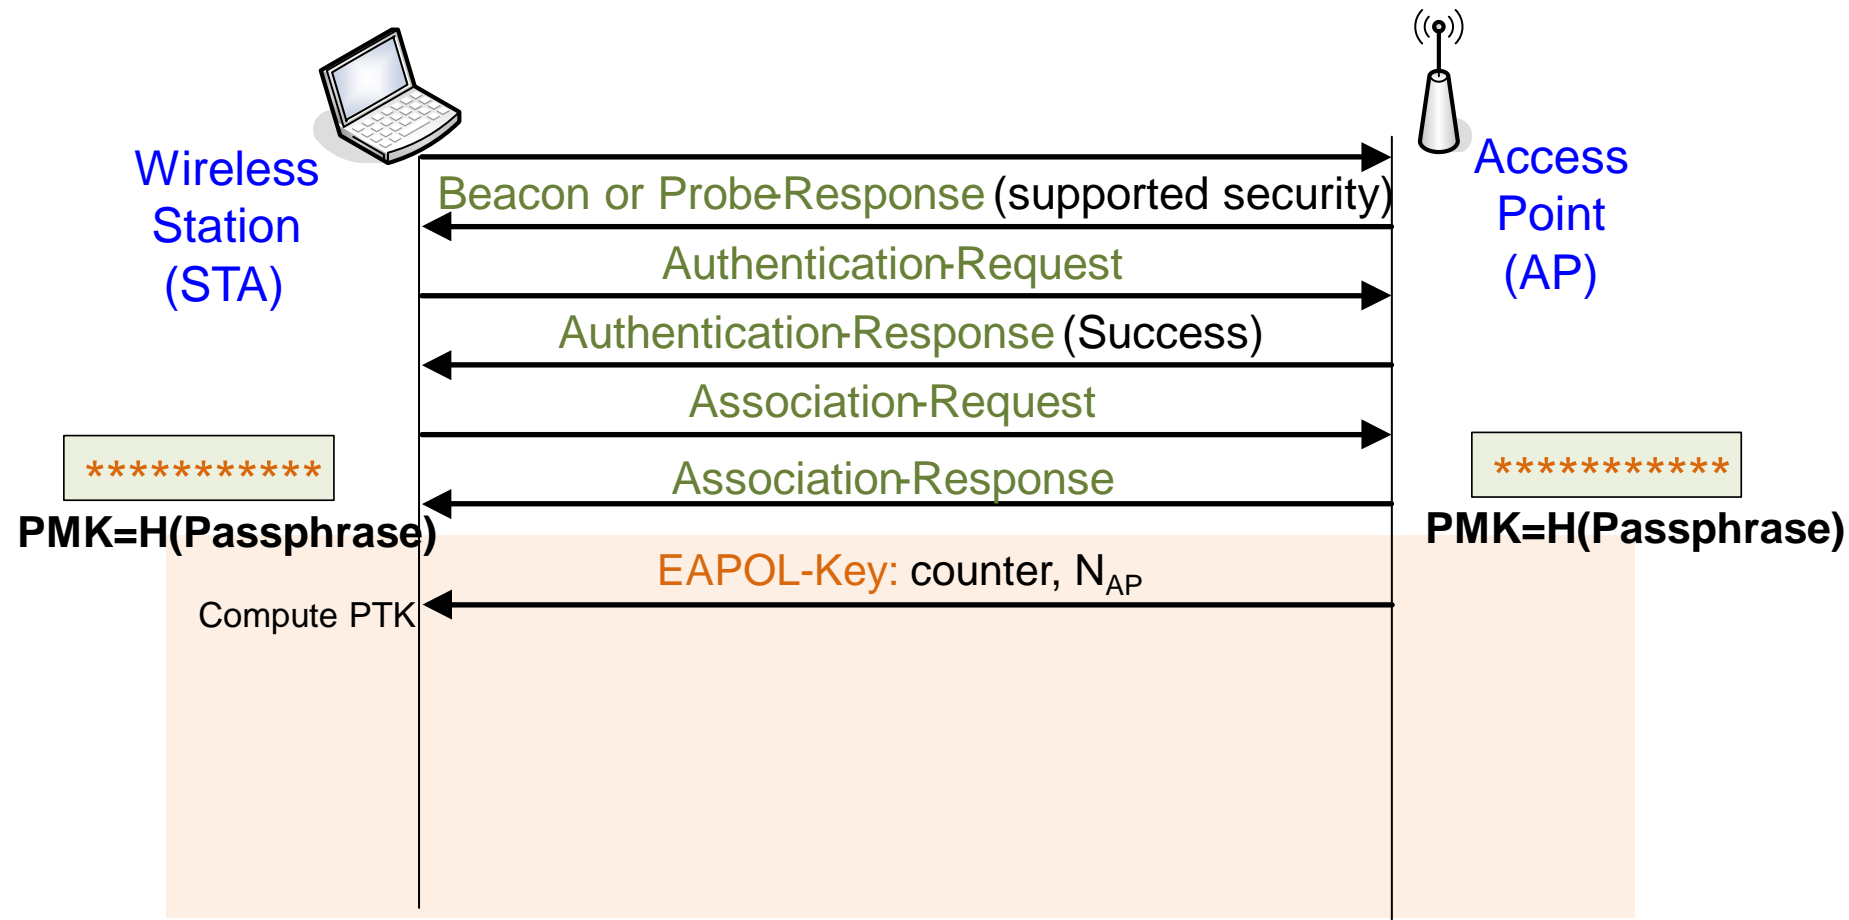 Wireless
Station
(STA)
Access
Point
(AP)
Beacon or Probe-Response (supported security)
Authentication-Request
Authentication-Response (Success)
Association-Request
***********
Association-Response
***********
PMK=H(Passphrase)
PMK=H(Passphrase)
EAPOL-Key: counter, N_AP
Compute PTK